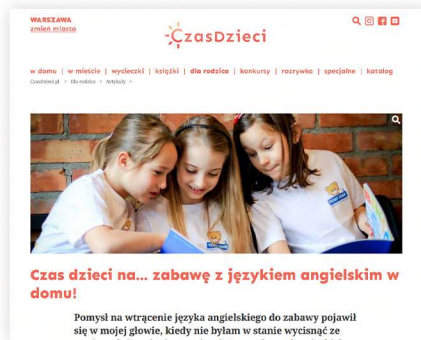 WARSZAWA
zmień miasto
CzasDzieci
w domu | w mieście | wycieczki | książki | dla rodzica | konkursy | rozrywka | specjalne | katalog
CzasDzieci.pl > Dla rodzica > Artykuły >
Czas dzieci na... zabawę z językiem angielskim w
domu!
Pomysł na wtrącenie języka angielskiego do zabawy pojawił
się w mojej głowie, kiedy nie byłam w stanie wycisnąć ze